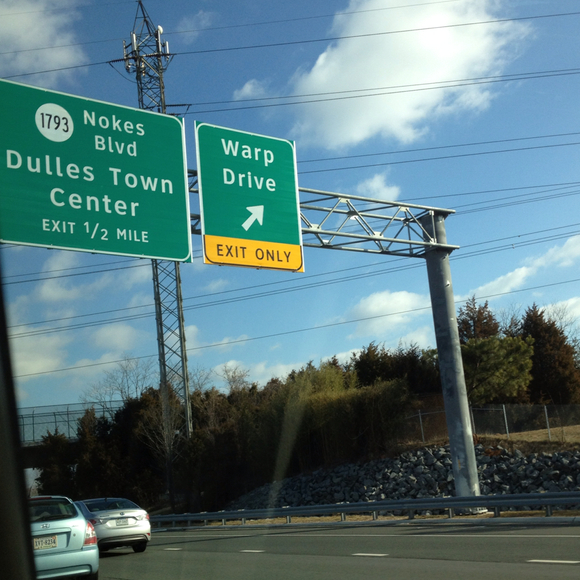 1793 Nokes
Blvd
Dulles Town
Center
EXIT 1/2 MILE
Warp
Drive
EXIT ONLY